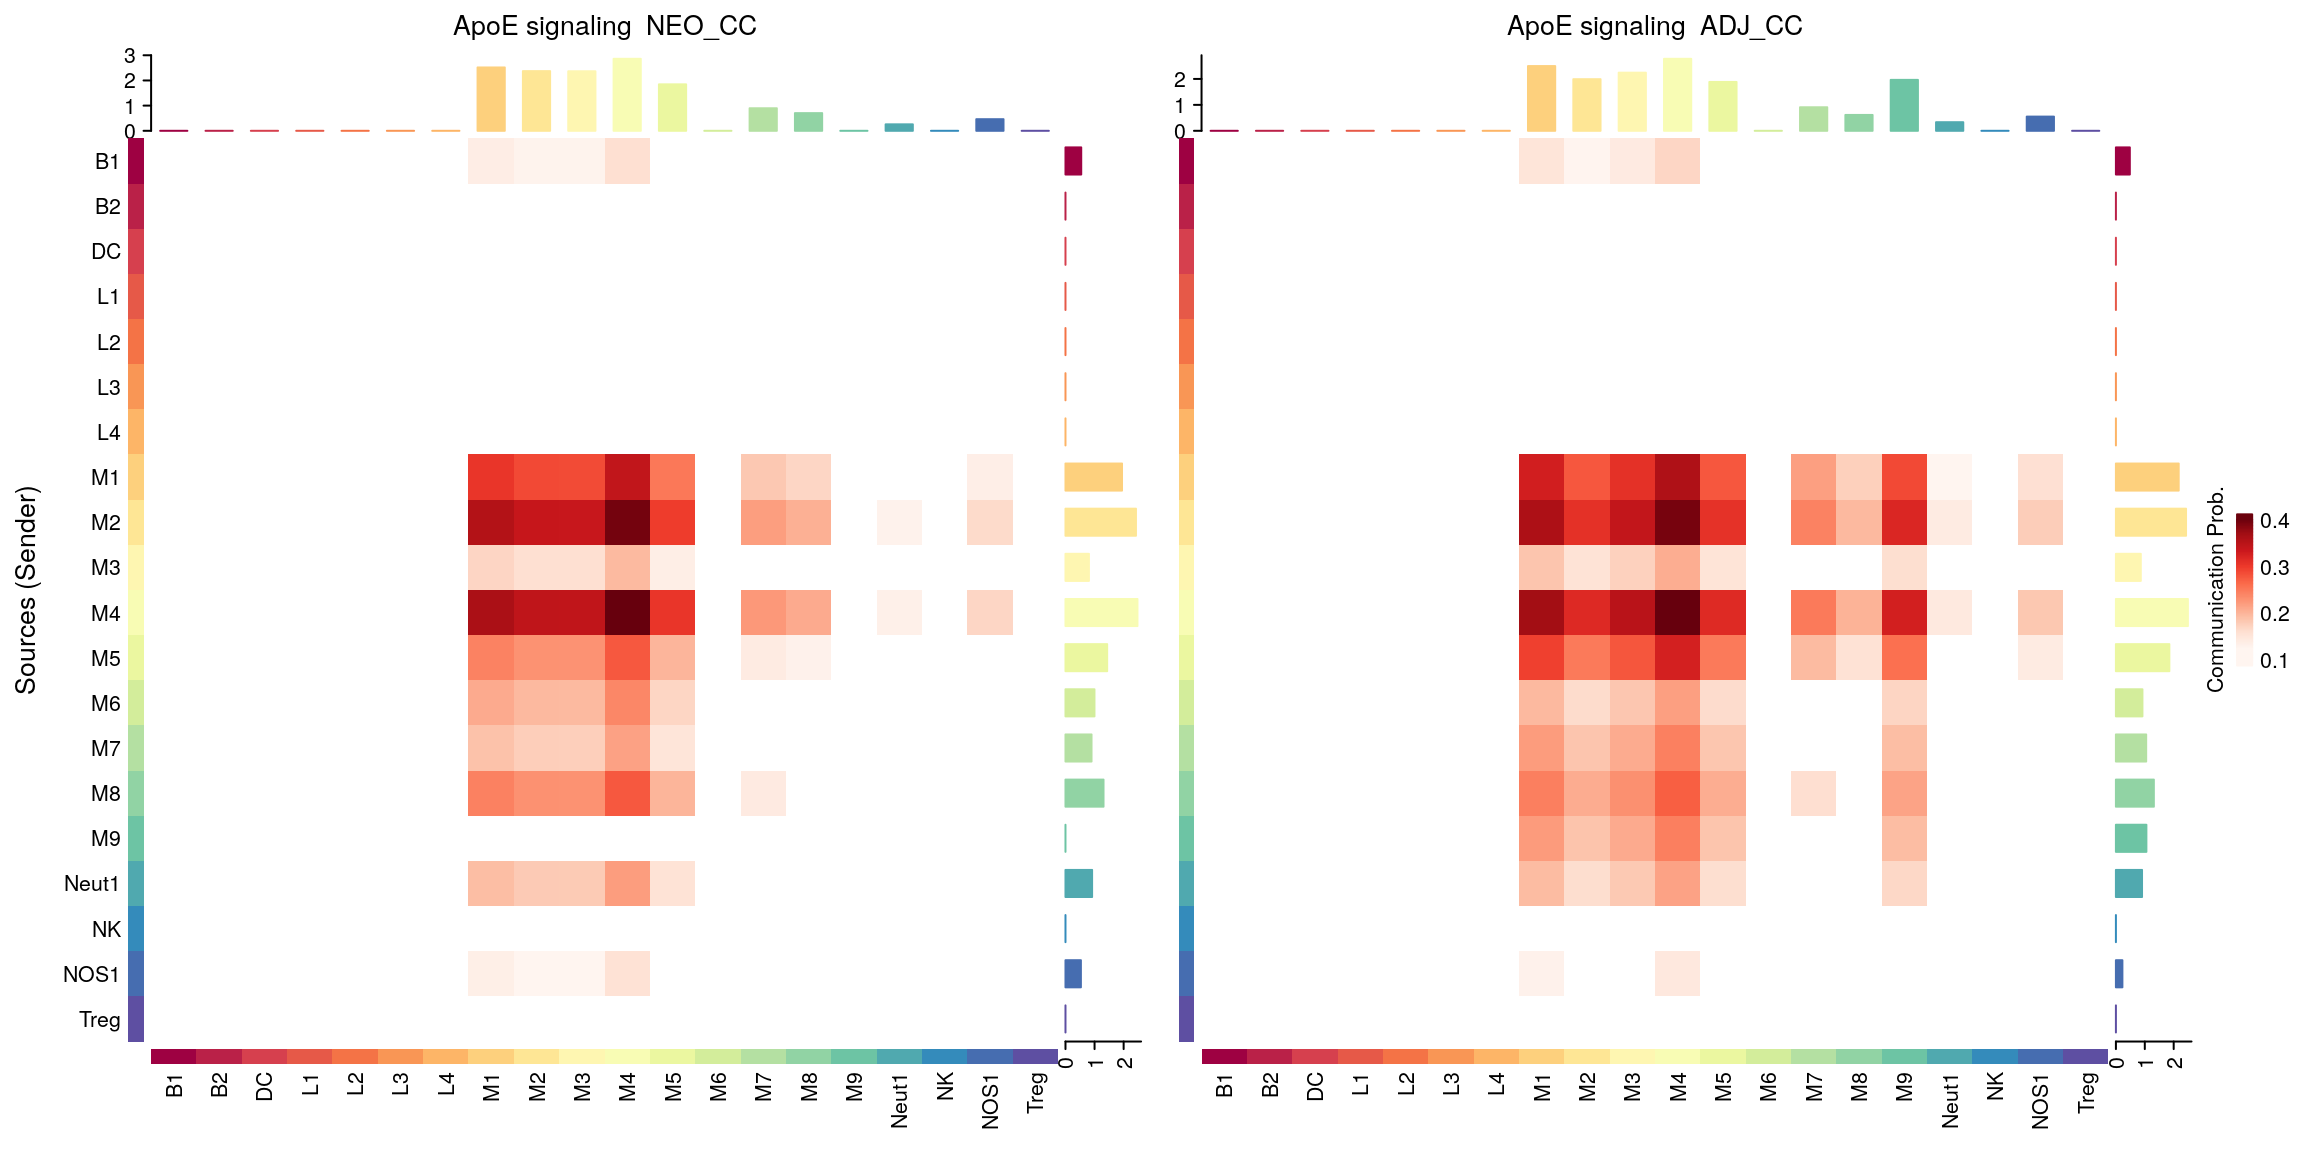 ApoE signaling  NEO_CC
3
2
1
0
B1
B2
DC
L1
L2
L3
L4
M1
M2
M3
M4
M5
M6
M7
M8
M9
Neut1
NK
NOS1
Treg
Sources (Sender)
B1 B2 DC L1 L2 L3 L4 M1 M2 M3 M4 M5 M6 M7 M8 M9 Neut1 NK NOS1 Treg
0 1 2
ApoE signaling  ADJ_CC
2
1
0
B1 B2 DC L1 L2 L3 L4 M1 M2 M3 M4 M5 M6 M7 M8 M9 Neut1 NK NOS1 Treg
0 1 2
Communication Prob.
0.4
0.3
0.2
0.1